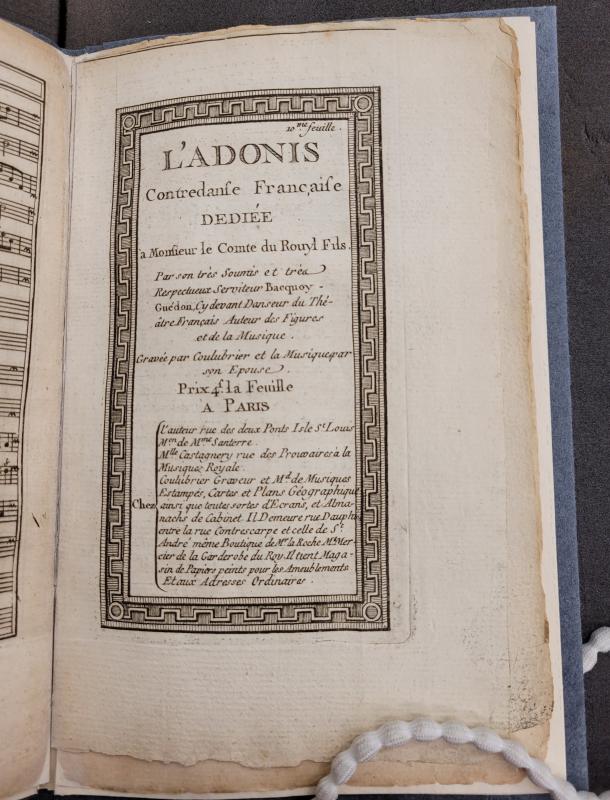 10.me feuille.
L'ADONIS
Contredanse Française
DEDIÉE
a Monsieur le Comte du Rouyl Fils.
Par son très Soumis et très
Respectueux Serviteur Bacquoy-
Guédon, Cydevant Danseur du Thé-
âtre Français Auteur des Figures
et de la Musique.
Gravée par Coulubrier et la Musique par
son Epouse.
Prix 4.s la Feuille
A PARIS
Chez
L'auteur rue des deux Ponts Isle St. Louis
Mon de Mme Santerre.
Mlle Castagnery rue des Prouvaires à la
Musique Royale.
Coulubrier Graveur et Md. de Musiques
Estampes, Cartes et Plans Géographique
ainsi que toutes sortes d'Ecrans, et Alma-
nachs de Cabinet. Il Demeure rue Dauphi
entre la rue Contrescarpe et celle de St.
André même Boutique de Mr. la Roche Md. Mer-
cier de la Garderobe du Roy. Il tient Maga-
sin de Papiers peints pour les Ameublements
Et aux Adresses Ordinaires.